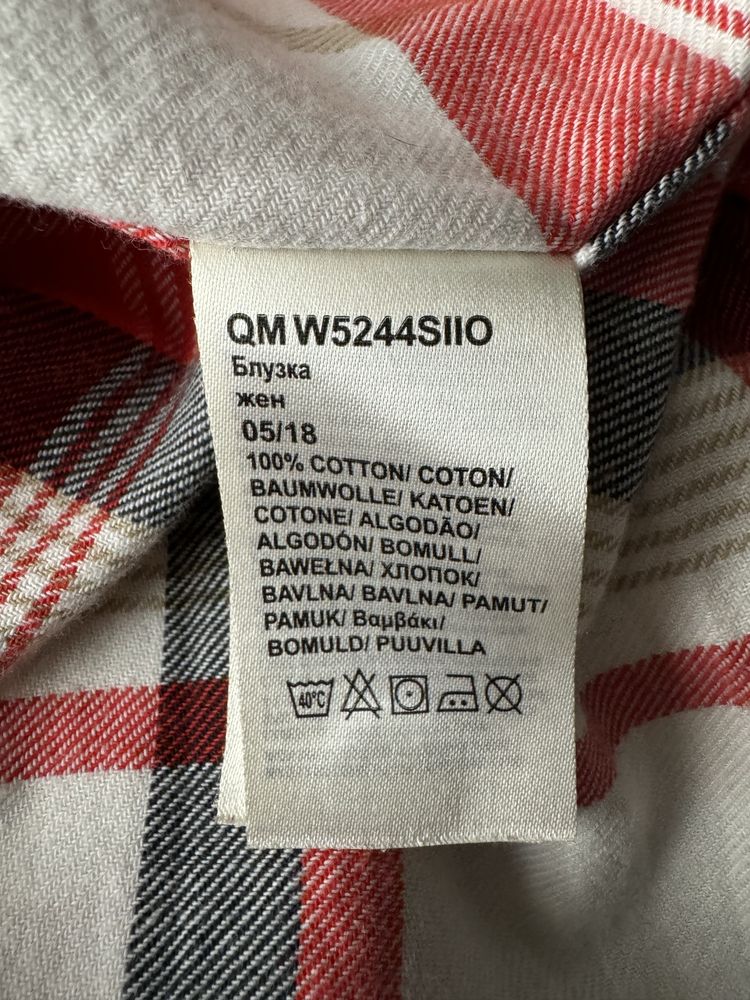 QM W5244SIIO
Блузка
жен
05/18
100% COTTON/ COTON/
BAUMWOLLE/ KATOEN/
COTONE/ ALGODÃO/
ALGODÓN/ BOMULL/
BAWEŁNA/ ХЛОПОК/
BAVLNA/ BAVLNA/ PAMUT/
PAMUK/ Βαμβάκι/
BOMULD/ PUUVILLA
40°C